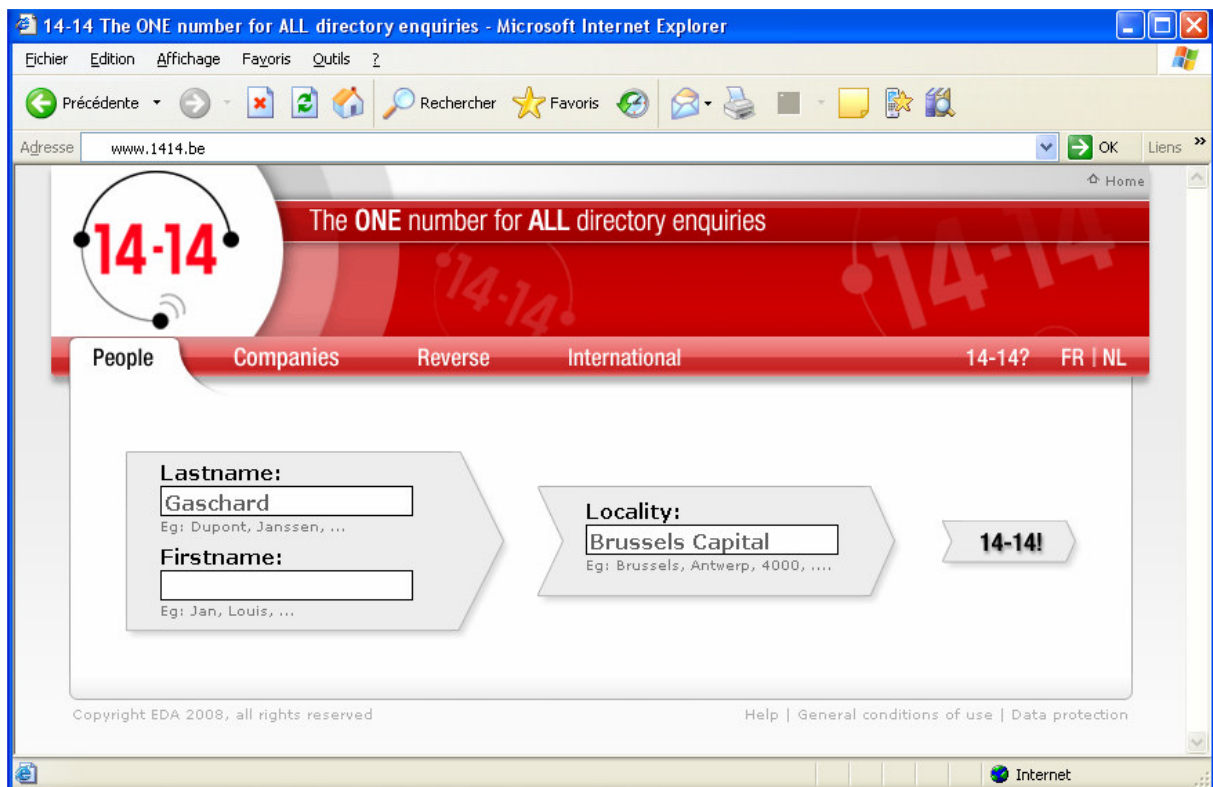 14-14 The ONE number for ALL directory enquiries - Microsoft Internet Explorer
Fichier Edition Affichage Favoris Outils ?
Précédente Rechercher Favoris
Adresse www.1414.be OK Liens »
Home
14-14
The ONE number for ALL directory enquiries
14-14
14-14
People Companies Reverse International 14-14? FR | NL
Lastname:
Gaschard
Eg: Dupont, Janssen, ...
Firstname:
Eg: Jan, Louis, ...
Locality:
Brussels Capital
Eg: Brussels, Antwerp, 4000, ....
14-14!
Copyright EDA 2008, all rights reserved
Help | General conditions of use | Data protection
Internet